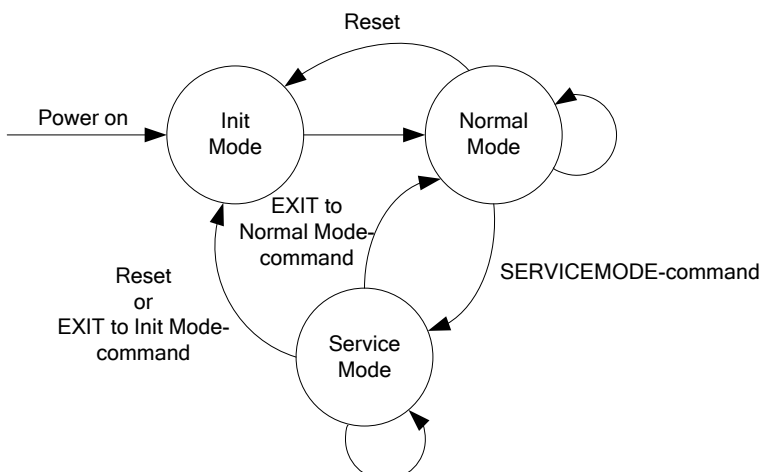 Reset
Power on
Init
Mode
Normal
Mode
EXIT to
Normal Mode-
command
SERVICEMODE-command
Reset
or
EXIT to Init Mode-
command
Service
Mode